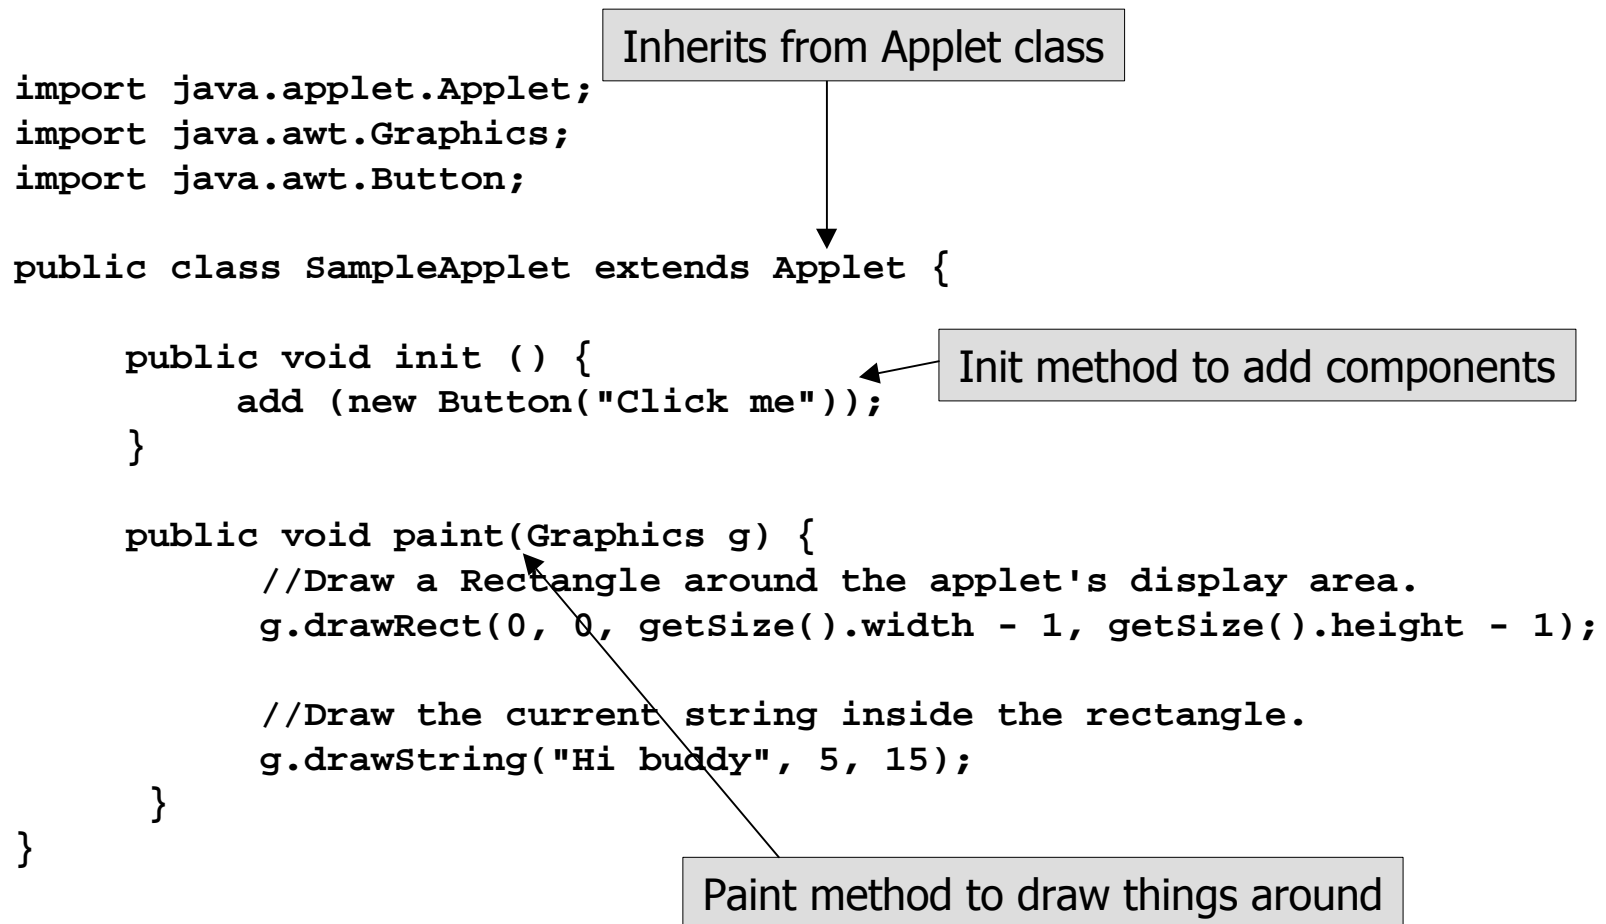 Inherits from Applet class
import java.applet.Applet;
import java.awt.Graphics;
import java.awt.Button;
public class SampleApplet extends Applet {
public void init () {
Init method to add components
add (new Button("Click me"));
}
public void paint(Graphics g) {
//Draw a Rectangle around the applet's display area.
g.drawRect(0, 0, getSize().width - 1, getSize().height - 1);
//Draw the current string inside the rectangle.
g.drawString("Hi buddy", 5, 15);
}
}
Paint method to draw things around